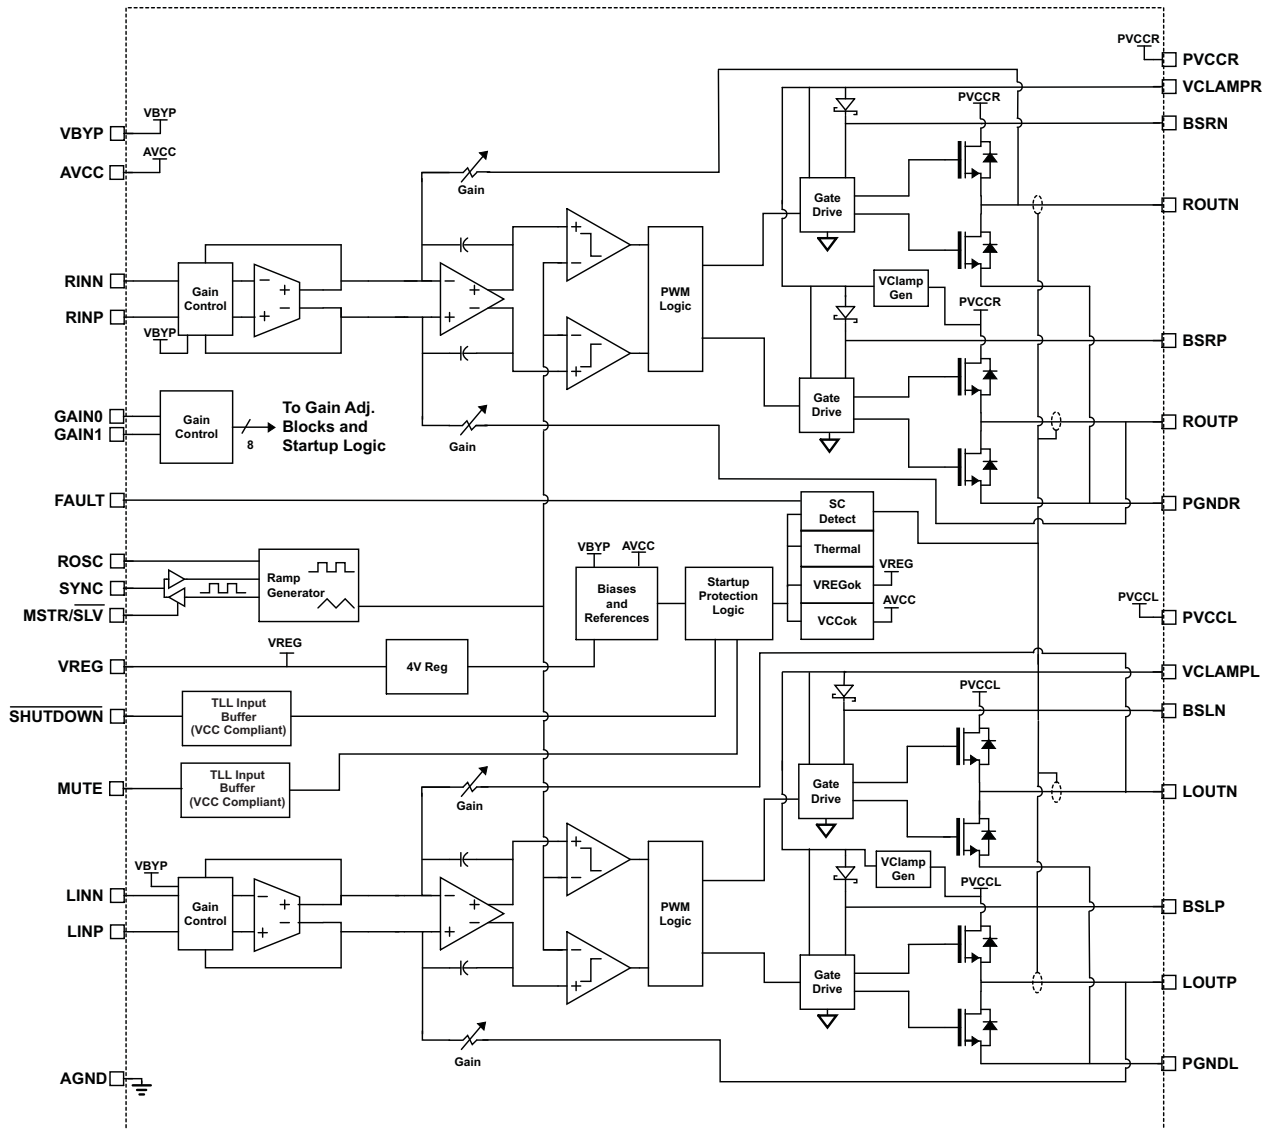 PVCCR
PVCCR
VCLAMPR
VBYP
VBYP
PVCCR
BSRN
AVCC
AVCC
Gain
Gate
Drive
ROUTN
RINN
Gain
Control
−
+
+
−
−
+
+
−
+
−
PWM
Logic
VClamp
Gen
PVCCR
RINP
VBYP
−
+
BSRP
GAIN0
GAIN1
Gain
Control
8
To Gain Adj.
Blocks and
Startup Logic
Gain
Gate
Drive
ROUTP
FAULT
SC
Detect
PGNDR
ROSC
SYNC
MSTR/SLV
Ramp
Generator
VBYP
AVCC
Biases
and
References
Startup
Protection
Logic
Thermal
VREGok
VREG
VCCok
AVCC
PVCCL
PVCCL
VREG
VREG
4V Reg
VCLAMPL
SHUTDOWN
TLL Input
Buffer
(VCC Compliant)
PVCCL
BSLN
MUTE
TLL Input
Buffer
(VCC Compliant)
Gain
Gate
Drive
LOUTN
VBYP
LINN
LINP
Gain
Control
−
+
+
−
−
+
+
−
+
−
PWM
Logic
VClamp
Gen
PVCCL
BSLP
−
+
Gate
Drive
LOUTP
Gain
PGNDL
AGND